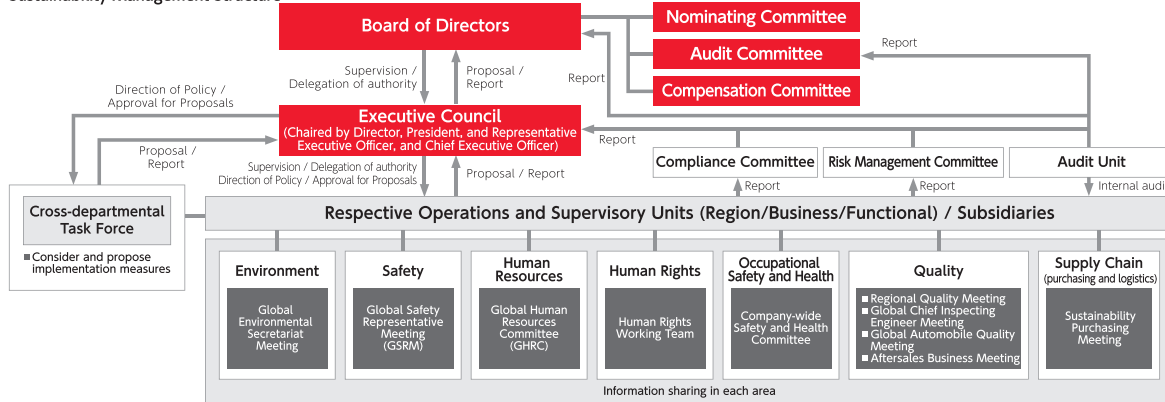 Sustainability Management Structure
Board of Directors
Nominating Committee
Audit Committee
Compensation Committee
Report
Supervision /
Delegation of authority
Proposal /
Report
Report
Direction of Policy /
Approval for Proposals
Executive Council
(Chaired by Director, President, and Representative
Executive Officer, and Chief Executive Officer)
Report
Proposal /
Report
Supervision / Delegation of authority
Direction of Policy / Approval for Proposals
Proposal / Report
Compliance Committee
Risk Management Committee
Audit Unit
Report
Report
Internal audi
Cross-departmental
Task Force
■ Consider and propose
implementation measures
Respective Operations and Supervisory Units (Region/Business/Functional) / Subsidiaries
Environment
Global
Environmental
Secretariat
Meeting
Safety
Global Safety
Representative
Meeting
(GSRM)
Human
Resources
Global Human
Resources
Committee
(GHRC)
Human Rights
Human Rights
Working Team
Occupational
Safety and Health
Company-wide
Safety and Health
Committee
Quality
■ Regional Quality Meeting
■ Global Chief Inspecting
Engineer Meeting
■ Global Automobile Quality
Meeting
■ Aftersales Business Meeting
Supply Chain
(purchasing and logistics)
Sustainability
Purchasing
Meeting
Information sharing in each area